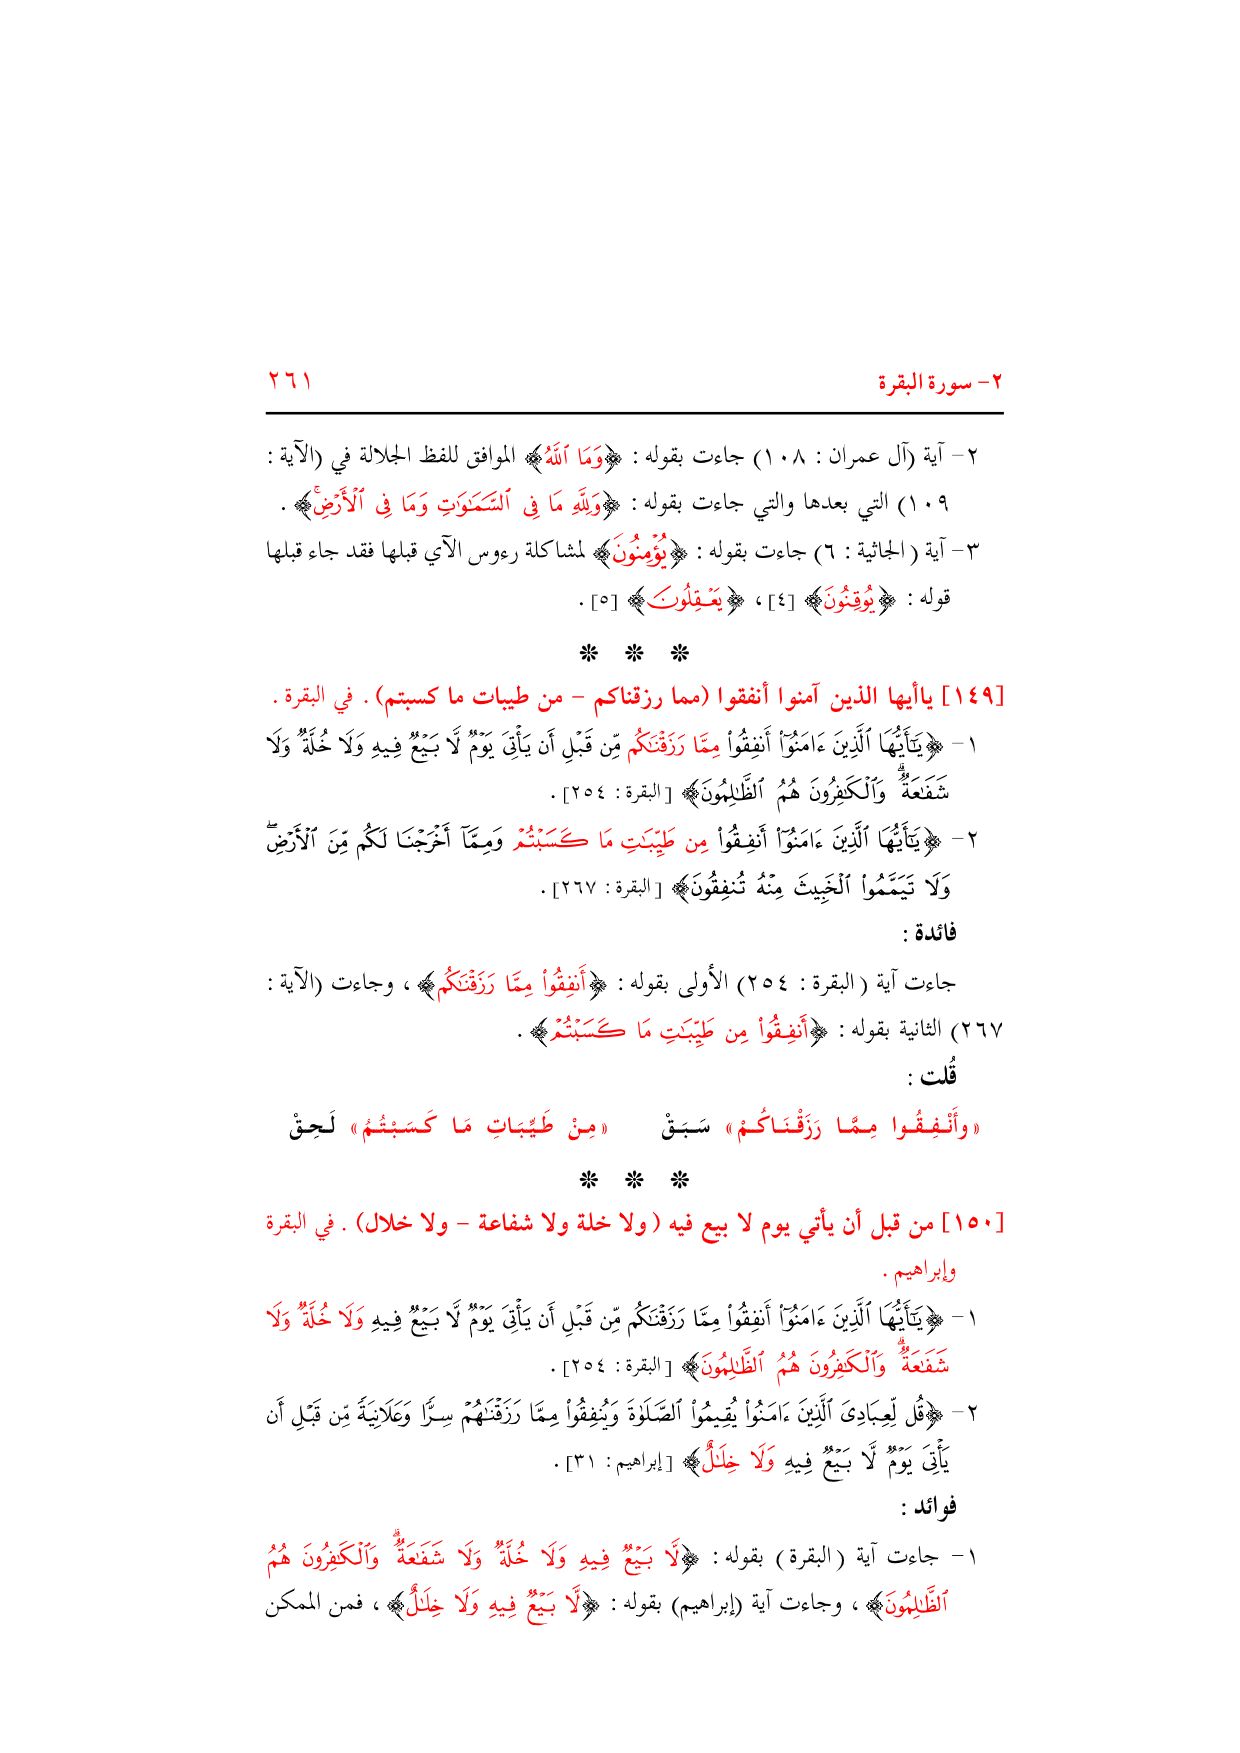 ٢- سورة البقرة ٢٦١
٢- آية (آل عمران : ١٠٨) جاءت بقوله : ﴿وَمَا ٱللَّهُ﴾ الموافق للفظ الجلالة في (الآية :
١٠٩) التي بعدها والتي جاءت بقوله : ﴿وَلِلَّهِ مَا فِى ٱلسَّمَٰوَٰتِ وَمَا فِى ٱلْأَرْضِۚ﴾ .
٣- آية ( الجاثية : ٦) جاءت بقوله : ﴿يُؤْمِنُونَ﴾ لمشاكلة رءوس الآي قبلها فقد جاء قبلها
قوله : ﴿يُوقِنُونَ﴾ [٤] ، ﴿يَعْقِلُونَ﴾ [٥] .
* * *
[١٤٩] ياأيها الذين آمنوا أنفقوا (مما رزقناكم – من طيبات ما كسبتم) . في البقرة .
١- ﴿يَٰٓأَيُّهَا ٱلَّذِينَ ءَامَنُوٓا۟ أَنفِقُوا۟ مِمَّا رَزَقْنَٰكُم مِّن قَبْلِ أَن يَأْتِىَ يَوْمٌ لَّا بَيْعٌ فِيهِ وَلَا خُلَّةٌ وَلَا
شَفَٰعَةٌ ۗ وَٱلْكَٰفِرُونَ هُمُ ٱلظَّٰلِمُونَ﴾ [البقرة : ٢٥٤] .
٢- ﴿يَٰٓأَيُّهَا ٱلَّذِينَ ءَامَنُوٓا۟ أَنفِقُوا۟ مِن طَيِّبَٰتِ مَا كَسَبْتُمْ وَمِمَّآ أَخْرَجْنَا لَكُم مِّنَ ٱلْأَرْضِ ۖ
وَلَا تَيَمَّمُوا۟ ٱلْخَبِيثَ مِنْهُ تُنفِقُونَ﴾ [البقرة : ٢٦٧] .
فائدة :
جاءت آية ( البقرة : ٢٥٤) الأولى بقوله : ﴿أَنفِقُوا۟ مِمَّا رَزَقْنَٰكُم﴾ ، وجاءت (الآية :
٢٦٧) الثانية بقوله : ﴿أَنفِقُوا۟ مِن طَيِّبَٰتِ مَا كَسَبْتُمْ﴾ .
قُلت :
«وأَنْفِقُوا مِمَّا رَزَقْنَاكُمْ» سَبَقْ «مِنْ طَيِّبَاتِ مَا كَسَبْتُمُ» لَحِقْ
* * *
[١٥٠] من قبل أن يأتي يوم لا بيع فيه ( ولا خلة ولا شفاعة – ولا خلال) . في البقرة
وإبراهيم .
١- ﴿يَٰٓأَيُّهَا ٱلَّذِينَ ءَامَنُوٓا۟ أَنفِقُوا۟ مِمَّا رَزَقْنَٰكُم مِّن قَبْلِ أَن يَأْتِىَ يَوْمٌ لَّا بَيْعٌ فِيهِ وَلَا خُلَّةٌ وَلَا
شَفَٰعَةٌ ۗ وَٱلْكَٰفِرُونَ هُمُ ٱلظَّٰلِمُونَ﴾ [البقرة : ٢٥٤] .
٢- ﴿قُل لِّعِبَادِىَ ٱلَّذِينَ ءَامَنُوا۟ يُقِيمُوا۟ ٱلصَّلَوٰةَ وَيُنفِقُوا۟ مِمَّا رَزَقْنَٰهُمْ سِرًّا وَعَلَانِيَةً مِّن قَبْلِ أَن
يَأْتِىَ يَوْمٌ لَّا بَيْعٌ فِيهِ وَلَا خِلَٰلٌ﴾ [إبراهيم : ٣١] .
فوائد :
١- جاءت آية ( البقرة ) بقوله : ﴿لَّا بَيْعٌ فِيهِ وَلَا خُلَّةٌ وَلَا شَفَٰعَةٌ ۗ وَٱلْكَٰفِرُونَ هُمُ
ٱلظَّٰلِمُونَ﴾ ، وجاءت آية (إبراهيم) بقوله : ﴿لَّا بَيْعٌ فِيهِ وَلَا خِلَٰلٌ﴾ ، فمن الممكن